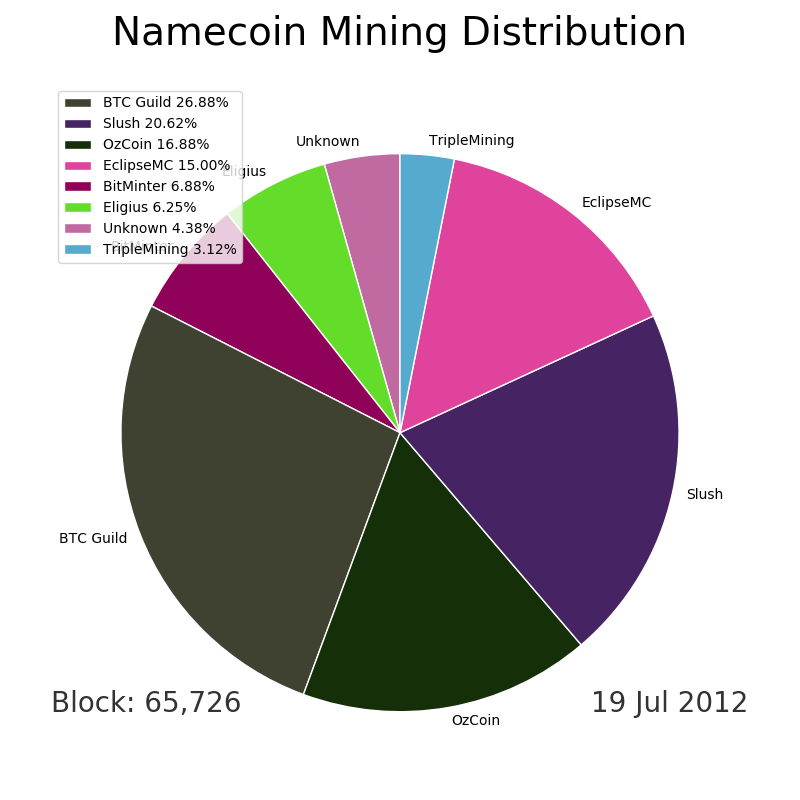 Namecoin Mining Distribution
BTC Guild 26.88%
Slush 20.62%
OzCoin 16.88%
EclipseMC 15.00%
BitMinter 6.88%
Eligius 6.25%
Unknown 4.38%
TripleMining 3.12%
Unknown
TripleMining
Eligius
EclipseMC
BitMinter
Slush
BTC Guild
OzCoin
Block: 65,726
19 Jul 2012